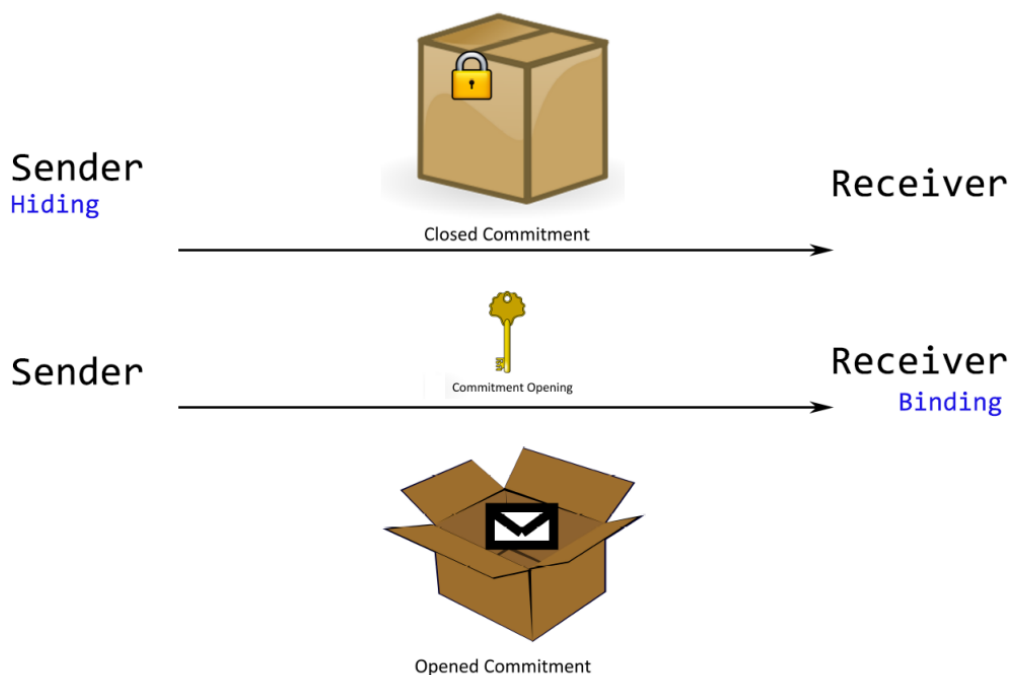 Sender
Hiding
Receiver
Closed Commitment
Sender
Receiver
Commitment Opening
Binding
Opened Commitment